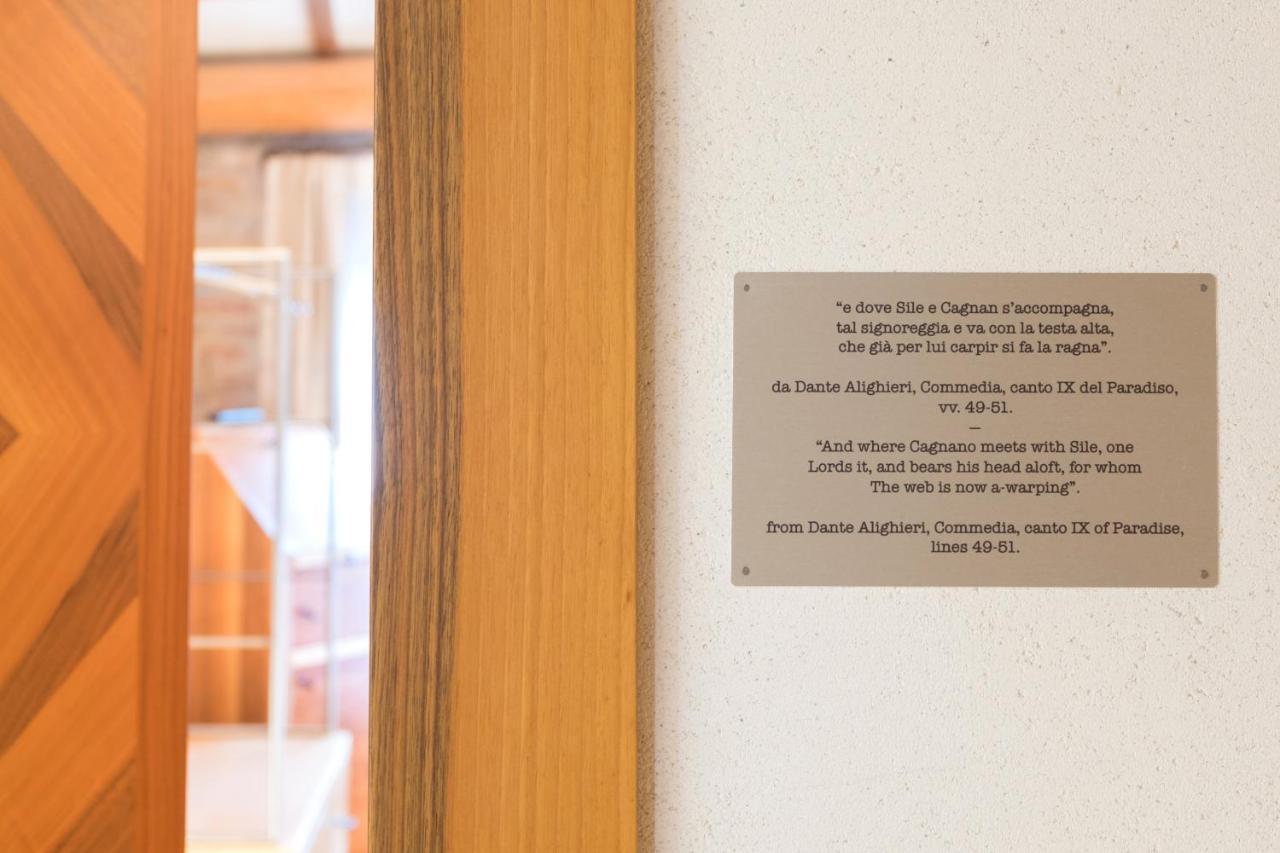 “e dove Sile e Cagnan s’accompagna,
tal signoreggia e va con la testa alta,
che già per lui carpir si fa la ragna”.
da Dante Alighieri, Commedia, canto IX del Paradiso,
vv. 49-51.
—
“And where Cagnano meets with Sile, one
Lords it, and bears his head aloft, for whom
The web is now a-warping”.
from Dante Alighieri, Commedia, canto IX of Paradise,
lines 49-51.